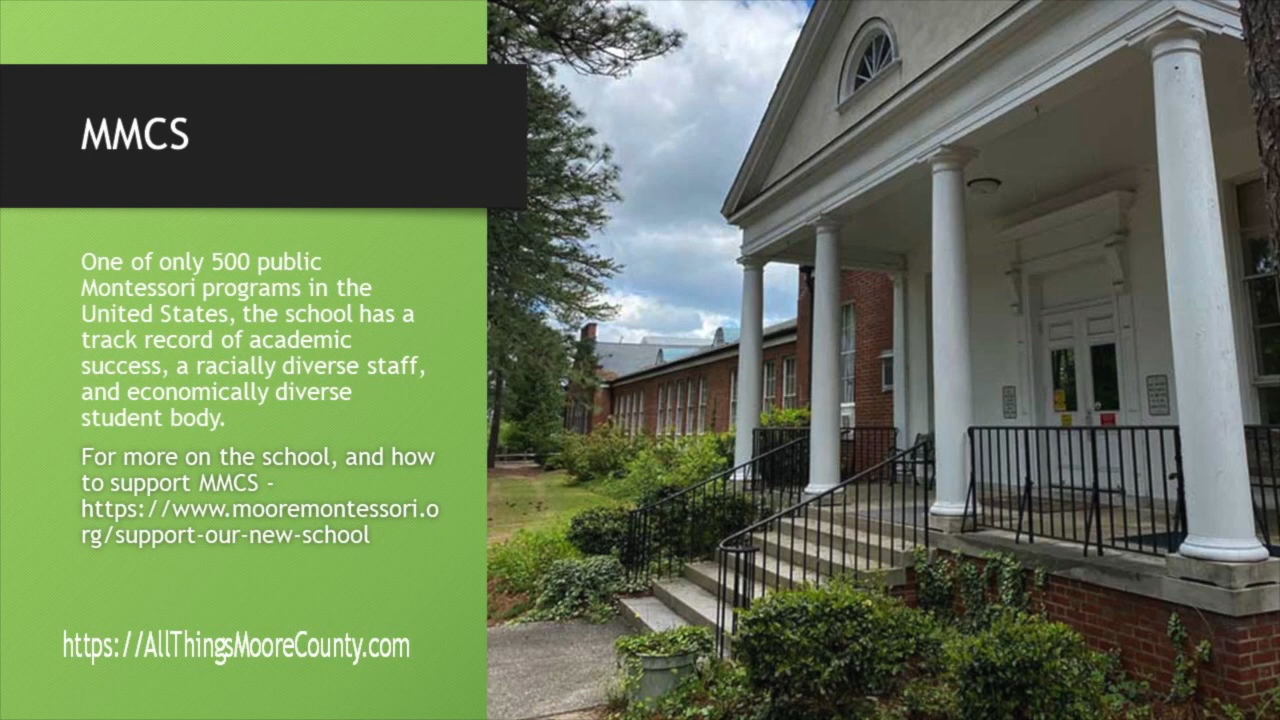 MMCS
One of only 500 public
Montessori programs in the
United States, the school has a
track record of academic
success, a racially diverse staff,
and economically diverse
student body.
For more on the school, and how
to support MMCS -
https://www.mooremontessori.o
rg/support-our-new-school
https://AllThingsMooreCounty.com